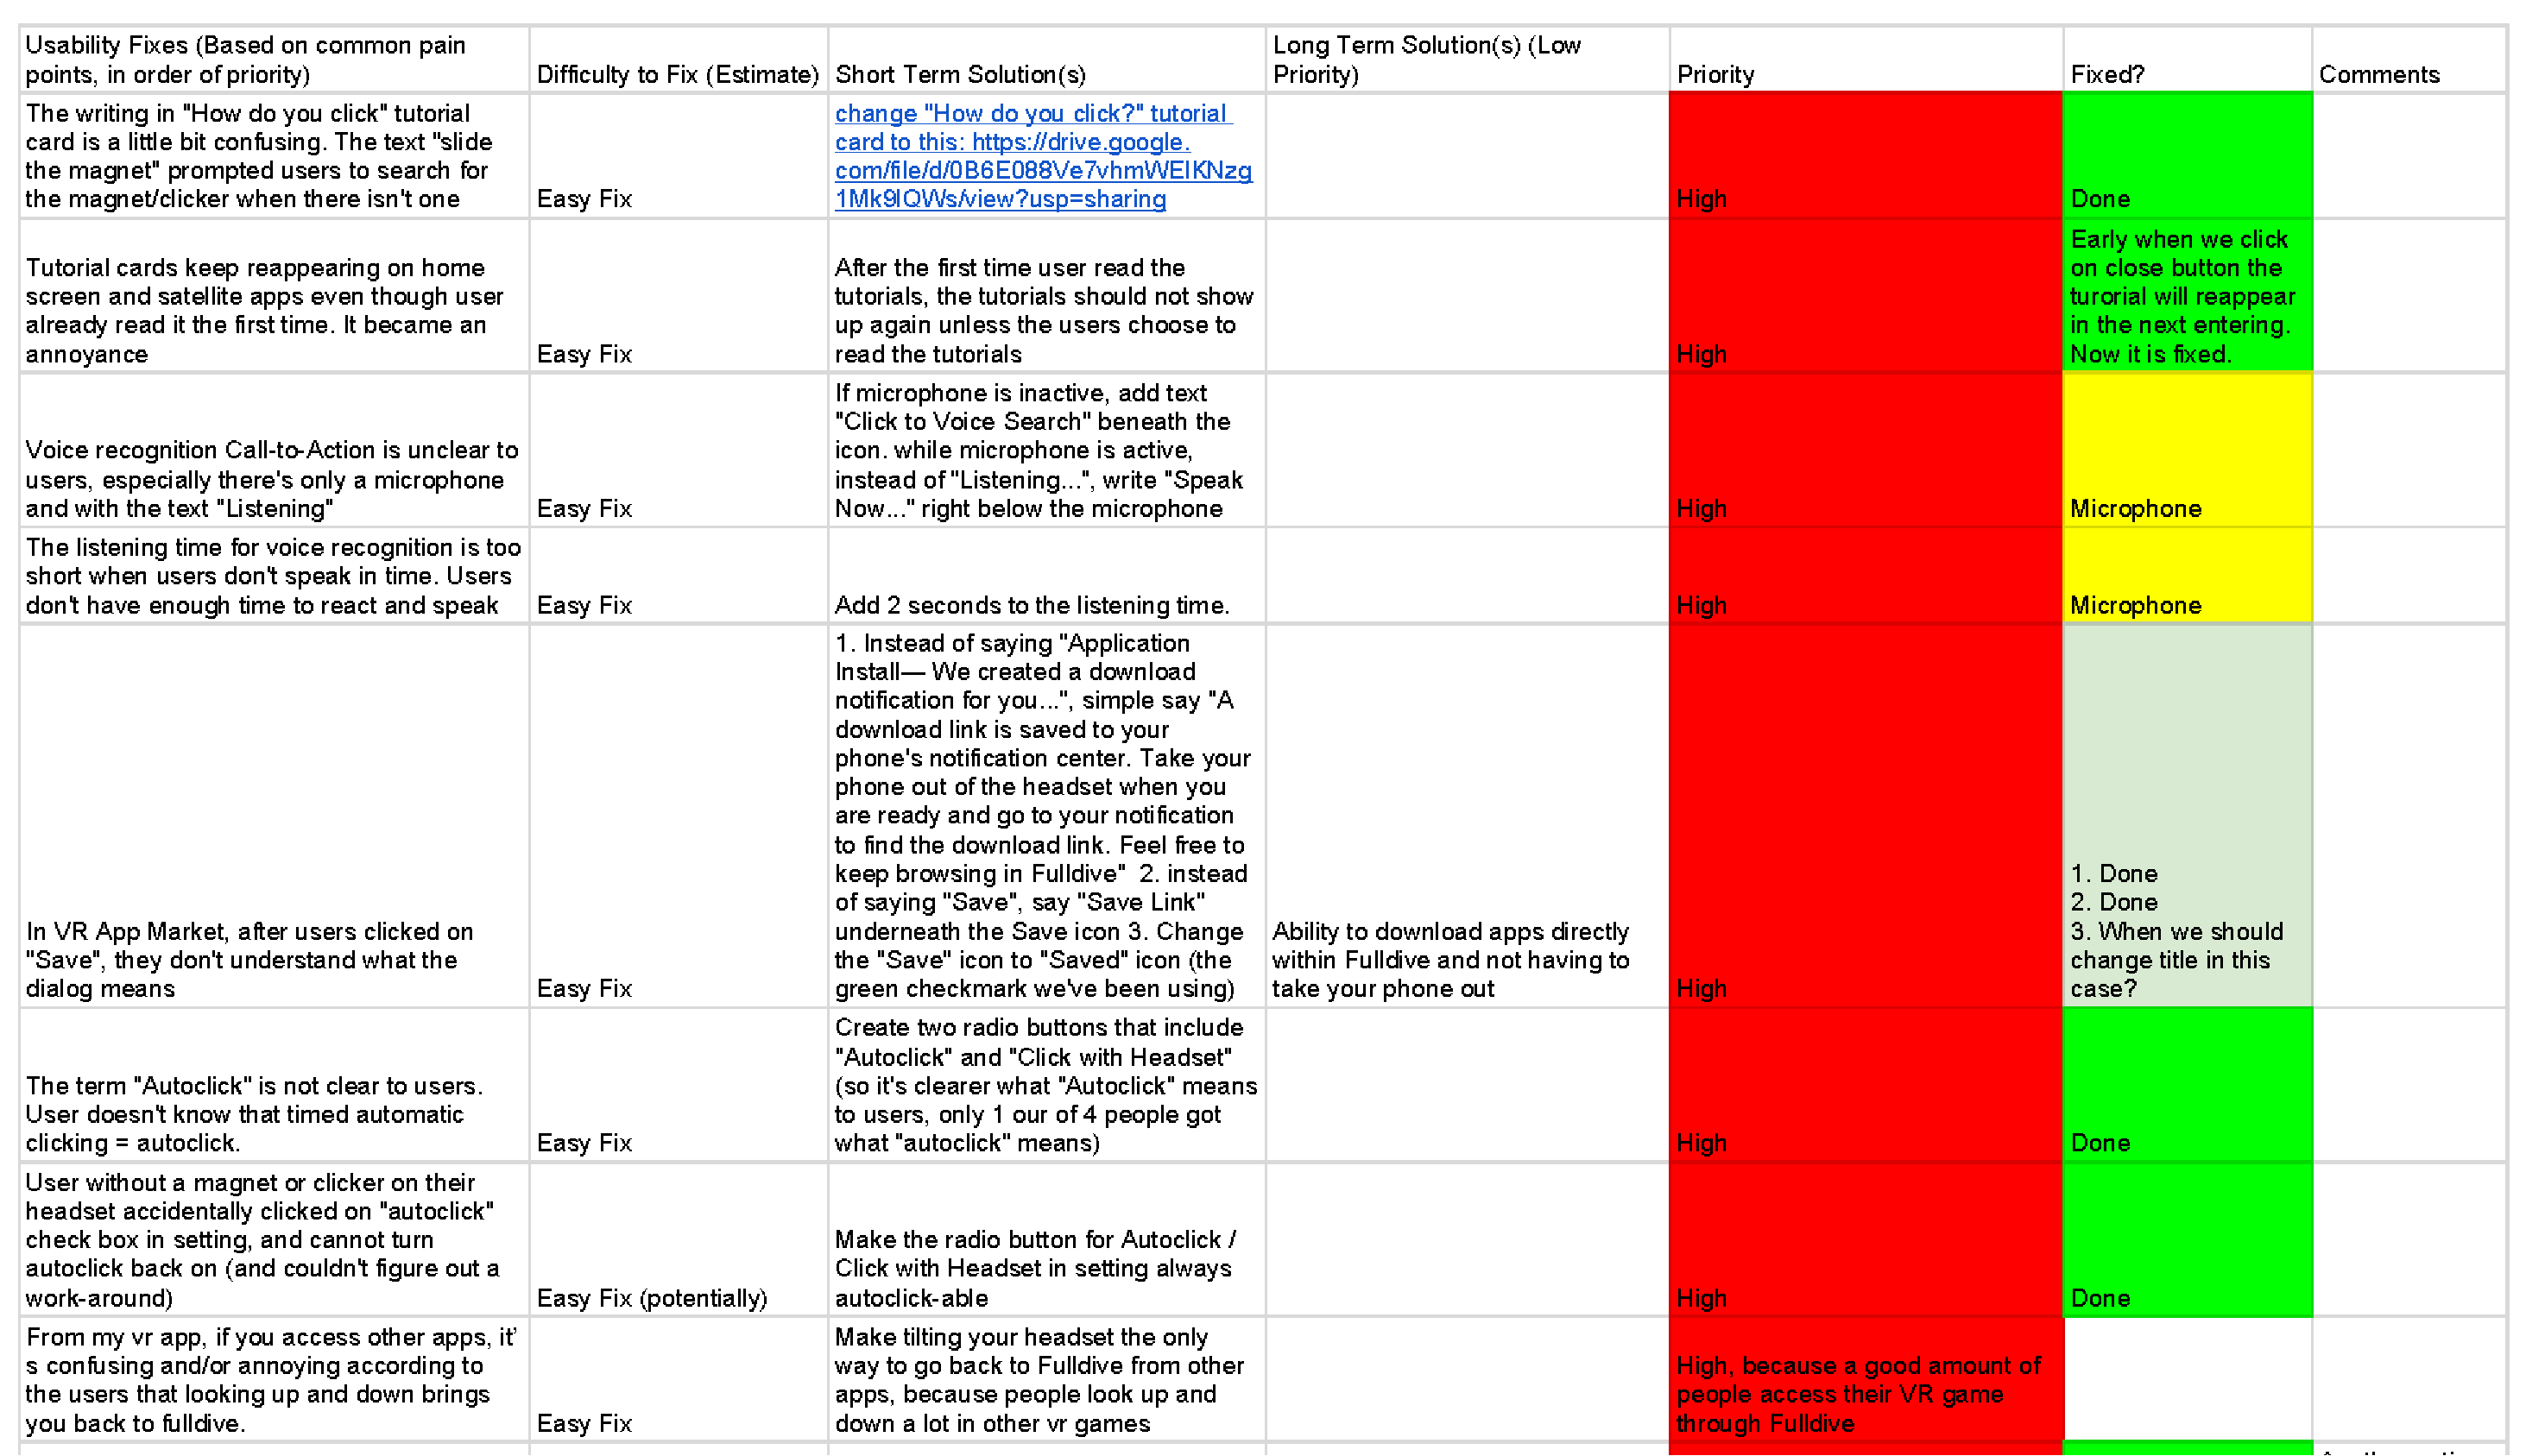 Usability Fixes (Based on common pain
points, in order of priority)
Difficulty to Fix (Estimate)
Short Term Solution(s)
Long Term Solution(s) (Low
Priority)
Priority
Fixed?
Comments
The writing in "How do you click" tutorial
card is a little bit confusing. The text "slide
the magnet" prompted users to search for
the magnet/clicker when there isn't one
Easy Fix
change "How do you click?" tutorial
card to this: https://drive.google.
com/file/d/0B6E088Ve7vhmWElKNzg
1Mk9lQWs/view?usp=sharing
High
Done
Tutorial cards keep reappearing on home
screen and satellite apps even though user
already read it the first time. It became an
annoyance
Easy Fix
After the first time user read the
tutorials, the tutorials should not show
up again unless the users choose to
read the tutorials
High
Early when we click
on close button the
turorial will reappear
in the next entering.
Now it is fixed.
Voice recognition Call-to-Action is unclear to
users, especially there's only a microphone
and with the text "Listening"
Easy Fix
If microphone is inactive, add text
"Click to Voice Search" beneath the
icon. while microphone is active,
instead of "Listening...", write "Speak
Now..." right below the microphone
High
Microphone
The listening time for voice recognition is too
short when users don't speak in time. Users
don't have enough time to react and speak
Easy Fix
Add 2 seconds to the listening time.
High
Microphone
In VR App Market, after users clicked on
"Save", they don't understand what the
dialog means
Easy Fix
1. Instead of saying "Application
Install— We created a download
notification for you...", simple say "A
download link is saved to your
phone's notification center. Take your
phone out of the headset when you
are ready and go to your notification
to find the download link. Feel free to
keep browsing in Fulldive"  2. instead
of saying "Save", say "Save Link"
underneath the Save icon 3. Change
the "Save" icon to "Saved" icon (the
green checkmark we've been using)
Ability to download apps directly
within Fulldive and not having to
take your phone out
High
1. Done
2. Done
3. When we should
change title in this
case?
The term "Autoclick" is not clear to users.
User doesn't know that timed automatic
clicking = autoclick.
Easy Fix
Create two radio buttons that include
"Autoclick" and "Click with Headset"
(so it's clearer what "Autoclick" means
to users, only 1 our of 4 people got
what "autoclick" means)
High
Done
User without a magnet or clicker on their
headset accidentally clicked on "autoclick"
check box in setting, and cannot turn
autoclick back on (and couldn't figure out a
work-around)
Easy Fix (potentially)
Make the radio button for Autoclick /
Click with Headset in setting always
autoclick-able
High
Done
From my vr app, if you access other apps, it'
s confusing and/or annoying according to
the users that looking up and down brings
you back to fulldive.
Easy Fix
Make tilting your headset the only
way to go back to Fulldive from other
apps, because people look up and
down a lot in other vr games
High, because a good amount of
people access their VR game
through Fulldive